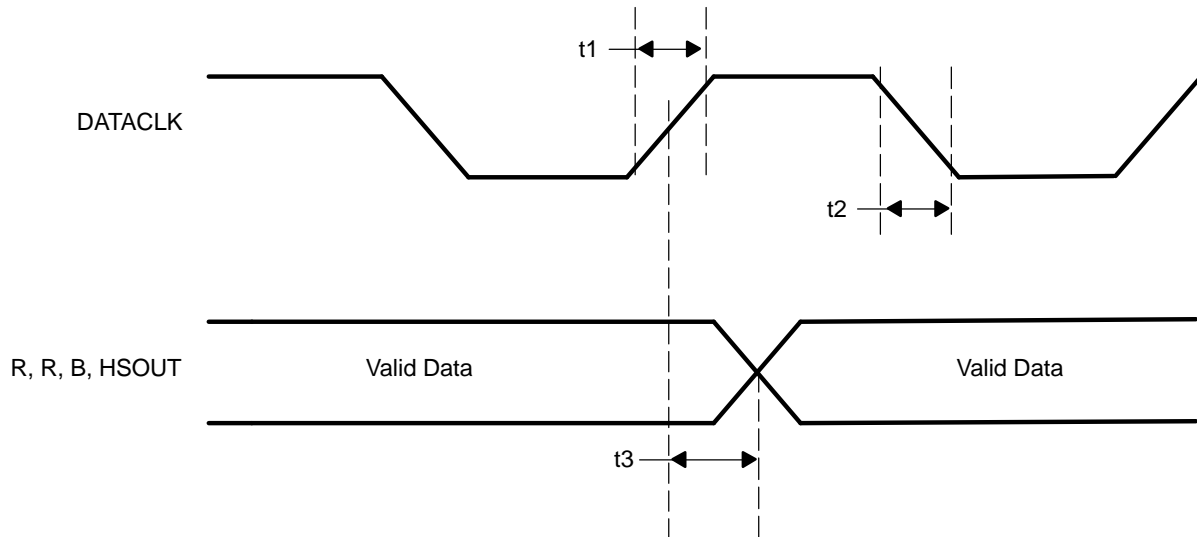 t1
DATACLK
t2
R, R, B, HSOUT
Valid Data
Valid Data
t3